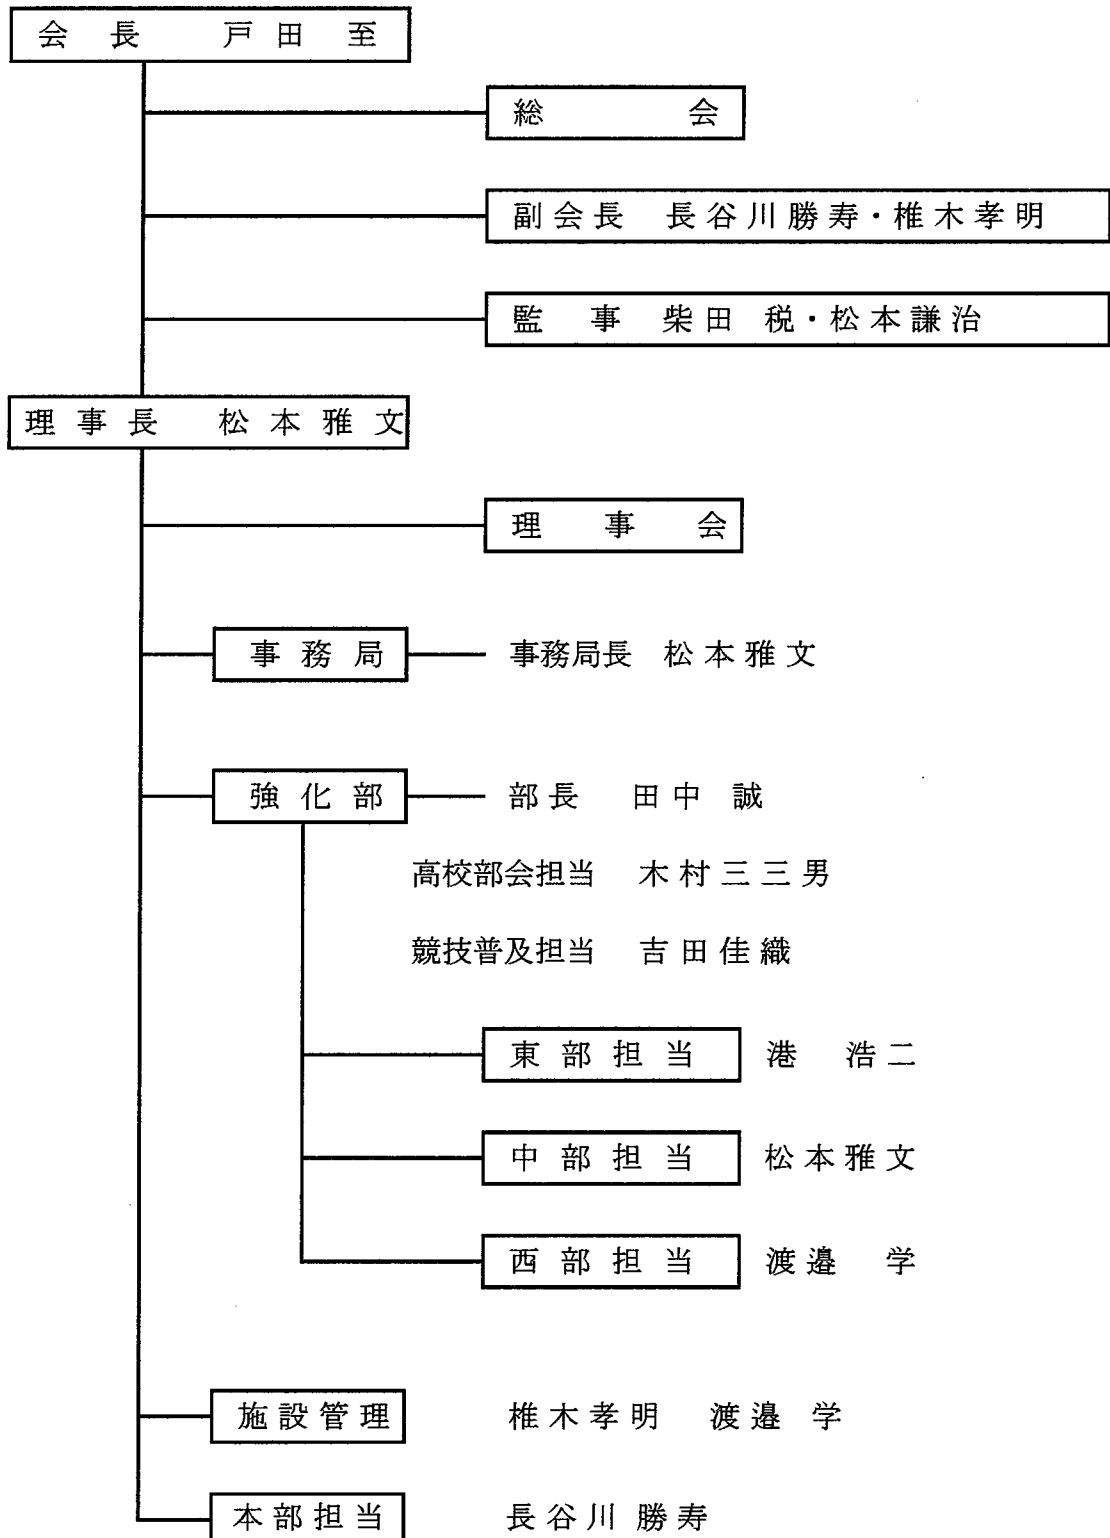 会長 戸田 至
総会
副会長 長谷川勝寿・椎木孝明
監事 柴田 税・松本謙治
理事長 松本雅文
理事会
事務局 事務局長 松本雅文
強化部 部長 田中 誠
高校部会担当 木村三三男
競技普及担当 吉田佳織
東部担当 港 浩二
中部担当 松本雅文
西部担当 渡邉 学
施設管理 椎木孝明 渡邉 学
本部担当 長谷川 勝寿